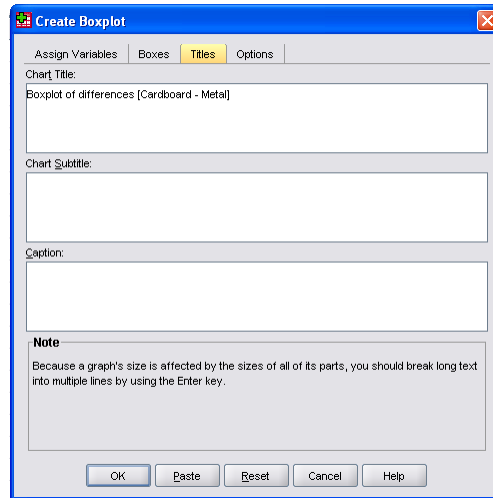 Create Boxplot
Assign Variables Boxes Titles Options
Chart Title:
Boxplot of differences [Cardboard - Metal]
Chart Subtitle:
Caption:
Note
Because a graph's size is affected by the sizes of all of its parts, you should break long text
into multiple lines by using the Enter key.
OK Paste Reset Cancel Help